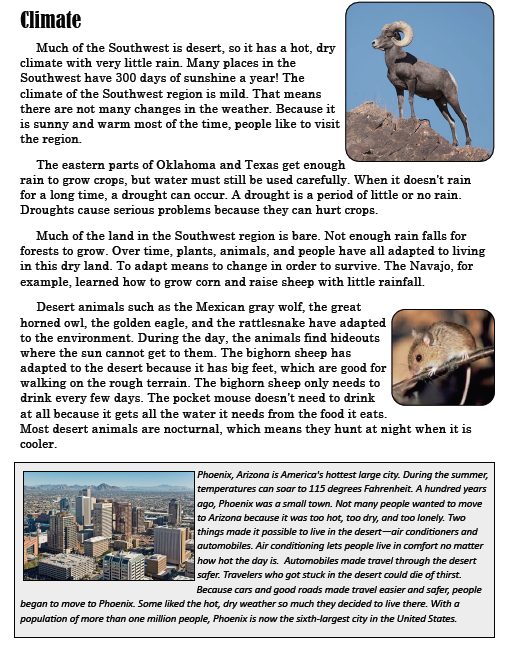 Climate
Much of the Southwest is desert, so it has a hot, dry
climate with very little rain. Many places in the
Southwest have 300 days of sunshine a year! The
climate of the Southwest region is mild. That means
there are not many changes in the weather. Because it
is sunny and warm most of the time, people like to visit
the region.
The eastern parts of Oklahoma and Texas get enough
rain to grow crops, but water must still be used carefully. When it doesn't rain
for a long time, a drought can occur. A drought is a period of little or no rain.
Droughts cause serious problems because they can hurt crops.
Much of the land in the Southwest region is bare. Not enough rain falls for
forests to grow. Over time, plants, animals, and people have all adapted to living
in this dry land. To adapt means to change in order to survive. The Navajo, for
example, learned how to grow corn and raise sheep with little rainfall.
Desert animals such as the Mexican gray wolf, the great
horned owl, the golden eagle, and the rattlesnake have adapted
to the environment. During the day, the animals find hideouts
where the sun cannot get to them. The bighorn sheep has
adapted to the desert because it has big feet, which are good for
walking on the rough terrain. The bighorn sheep only needs to
drink every few days. The pocket mouse doesn't need to drink
at all because it gets all the water it needs from the food it eats.
Most desert animals are nocturnal, which means they hunt at night when it is
cooler.
Phoenix, Arizona is America's hottest large city. During the summer,
temperatures can soar to 115 degrees Fahrenheit. A hundred years
ago, Phoenix was a small town. Not many people wanted to move
to Arizona because it was too hot, too dry, and too lonely. Two
things made it possible to live in the desert—air conditioners and
automobiles. Air conditioning lets people live in comfort no matter
how hot the day is. Automobiles made travel through the desert
safer. Travelers who got stuck in the desert could die of thirst.
Because cars and good roads made travel easier and safer, people
began to move to Phoenix. Some liked the hot, dry weather so much they decided to live there. With a
population of more than one million people, Phoenix is now the sixth-largest city in the United States.